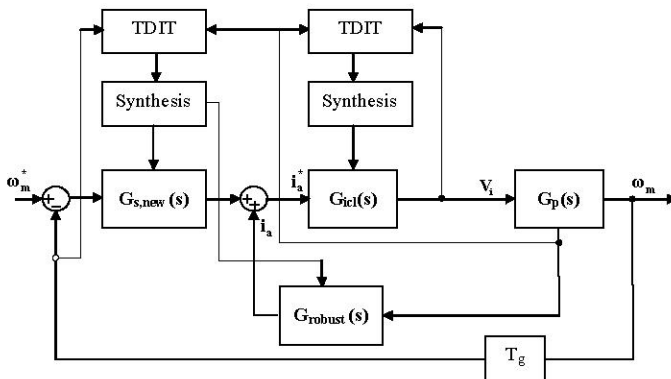 TDIT
TDIT
Synthesis
Synthesis
ω*m
+
−
Gs,new(s)
+
+
i*a
Gicl(s)
Vi
Gp(s)
ωm
ia
Grobust(s)
Tg